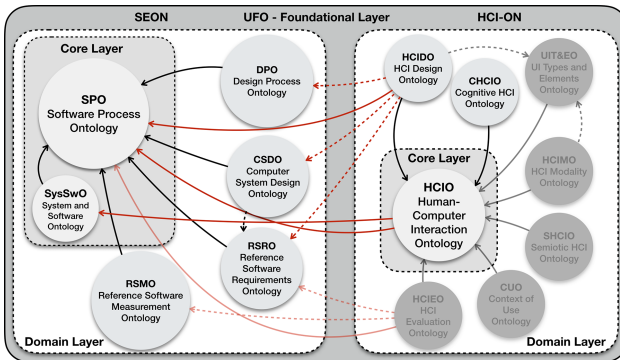 SEON
UFO - Foundational Layer
HCI-ON
Core Layer
SPO
Software Process
Ontology
SysSwO
System and
Software
Ontology
DPO
Design Process
Ontology
CSDO
Computer
System Design
Ontology
RSRO
Reference
Software
Requirements
Ontology
RSMO
Reference Software
Measurement
Ontology
Domain Layer
HCIDO
HCI Design
Ontology
CHCIO
Cognitive HCI
Ontology
UIT&EO
UI Types and
Elements
Ontology
HCIMO
HCI Modality
Ontology
Core Layer
HCIO
Human-
Computer
Interaction
Ontology
SHCIO
Semiotic HCI
Ontology
CUO
Context of
Use Ontology
HCIEO
HCI
Evaluation
Ontology
Domain Layer